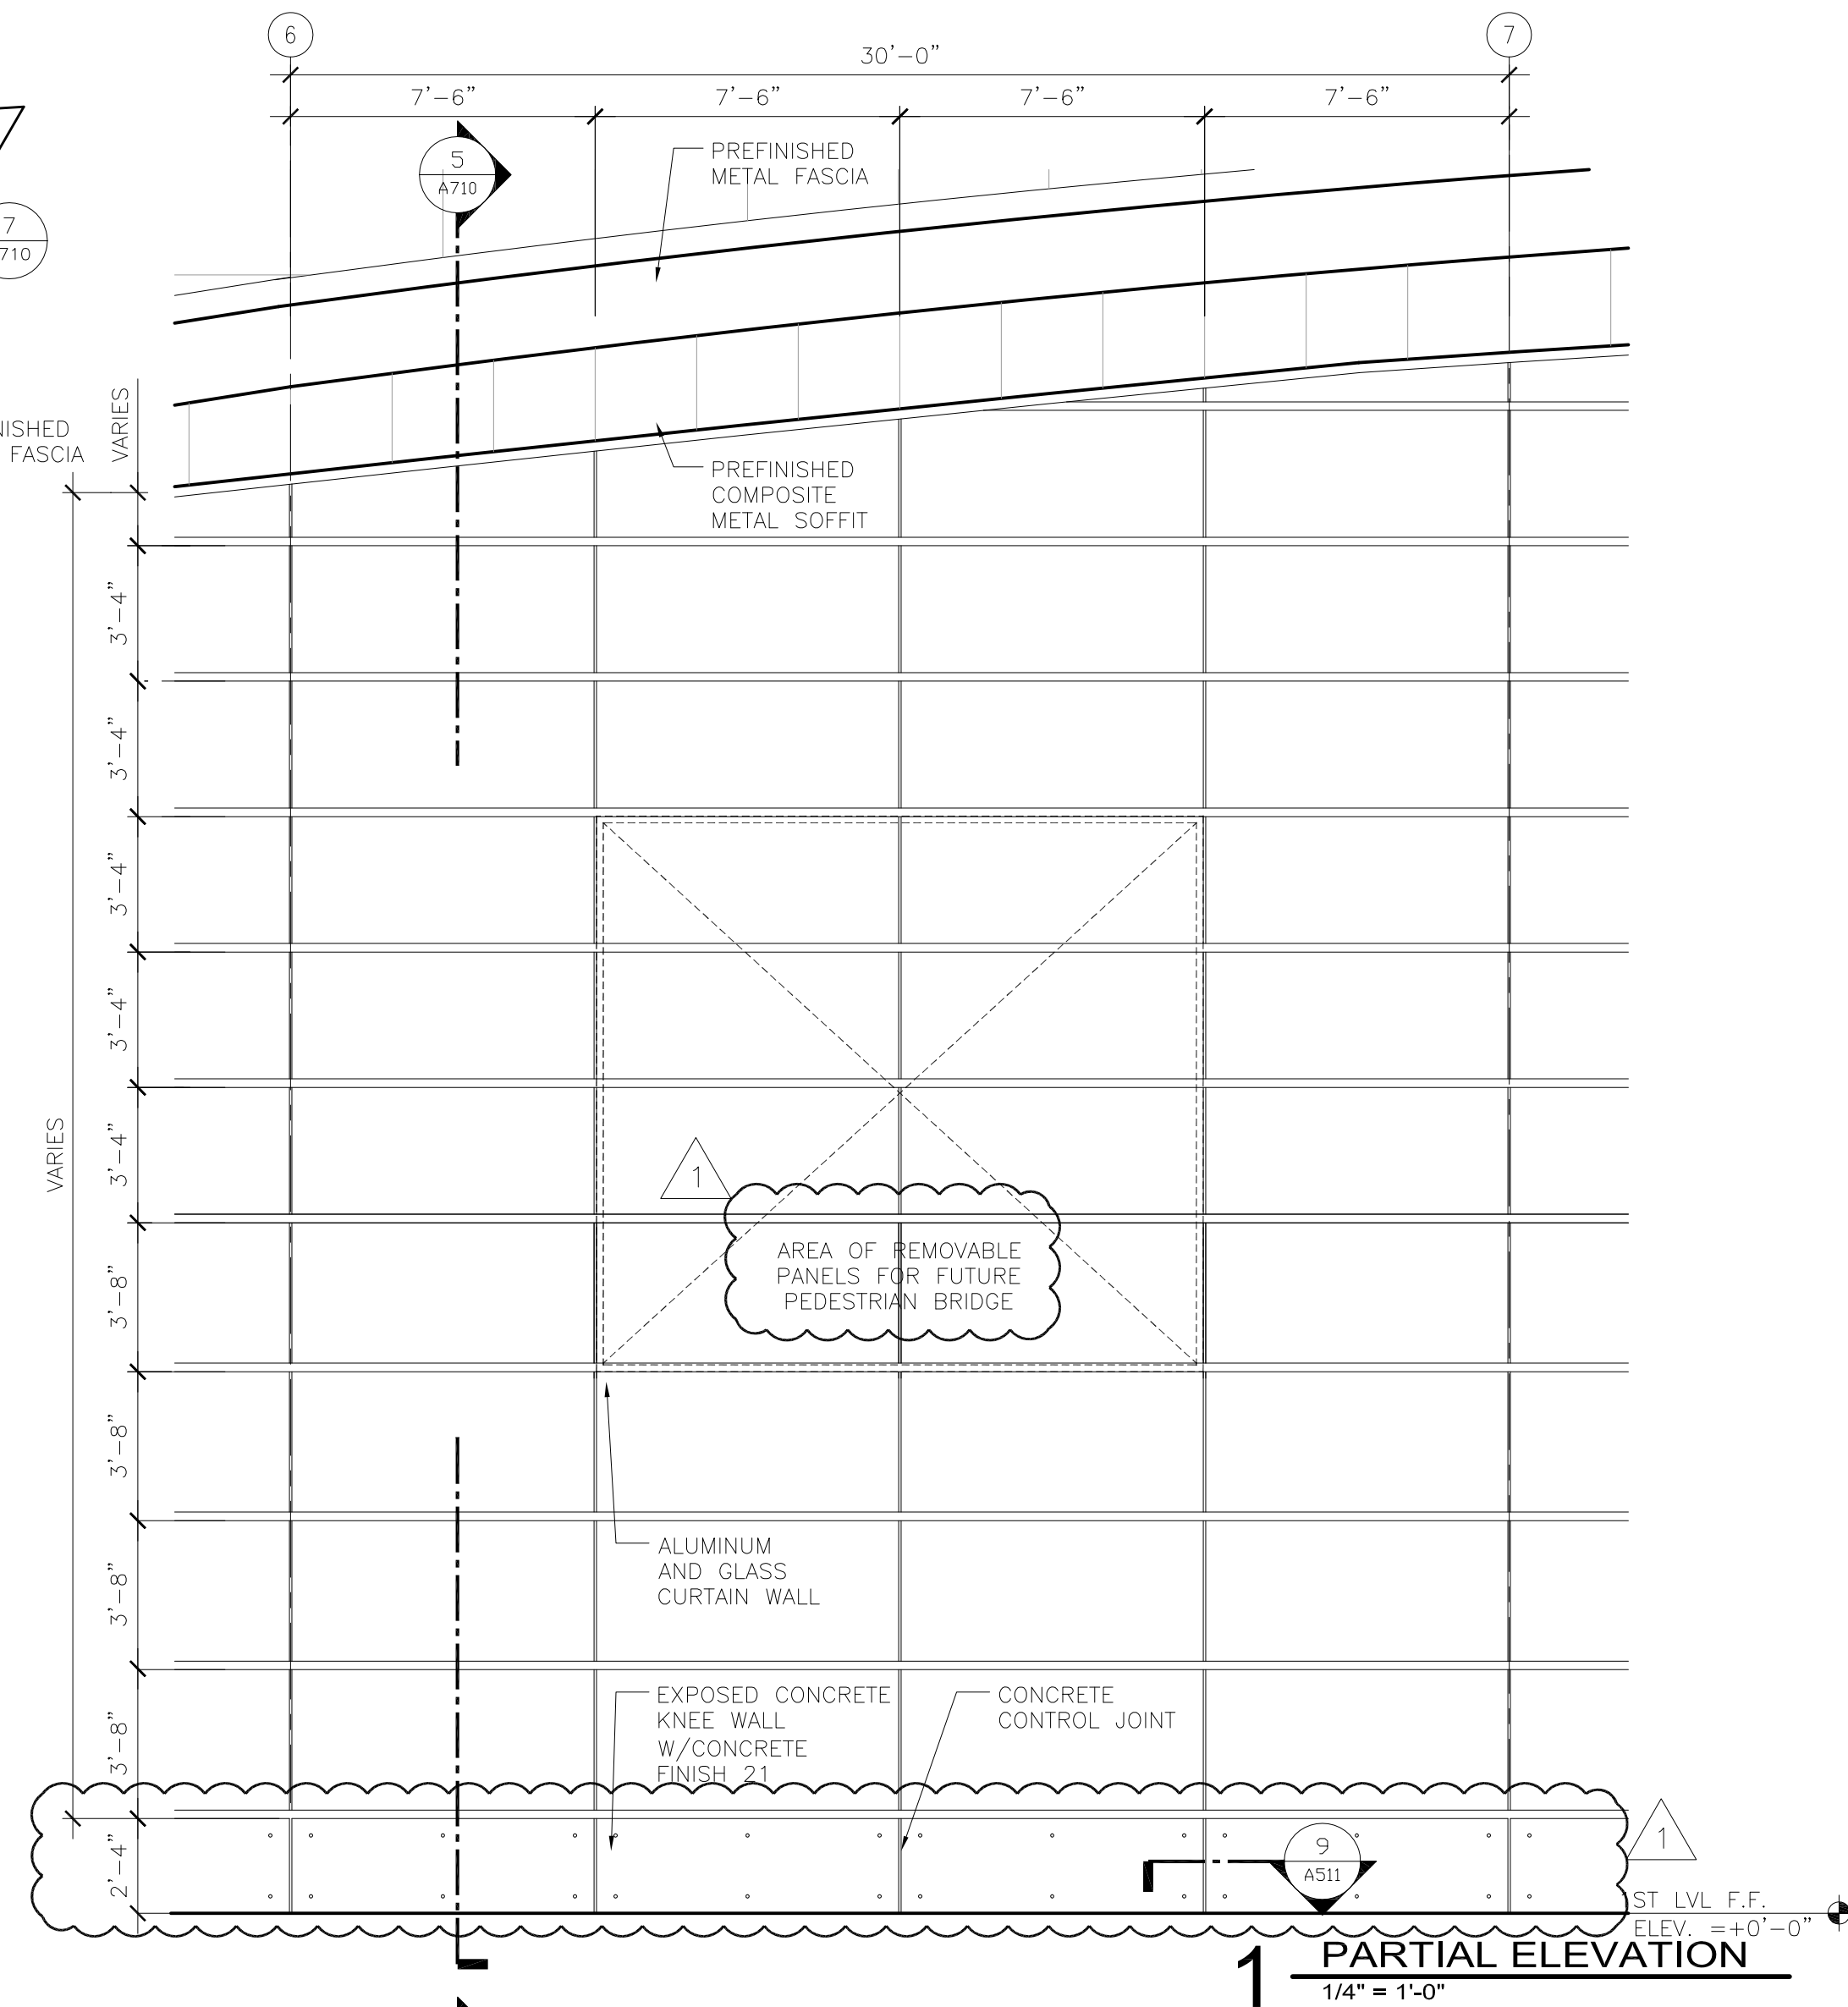 6
7
30'-0"
7'-6"
7'-6"
7'-6"
7'-6"
5
A710
PREFINISHED
METAL FASCIA
7
710
VARIES
NISHED
FASCIA
PREFINISHED
COMPOSITE
METAL SOFFIT
3'-4"
3'-4"
3'-4"
3'-4"
3'-4"
VARIES
1
AREA OF REMOVABLE
PANELS FOR FUTURE
PEDESTRIAN BRIDGE
3'-8"
3'-8"
3'-8"
3'-8"
ALUMINUM
AND GLASS
CURTAIN WALL
EXPOSED CONCRETE
KNEE WALL
W/CONCRETE
FINISH 21
CONCRETE
CONTROL JOINT
2'-4"
9
A511
1
ST LVL F.F.
ELEV. =+0'-0"
1
PARTIAL ELEVATION
1/4" = 1'-0"